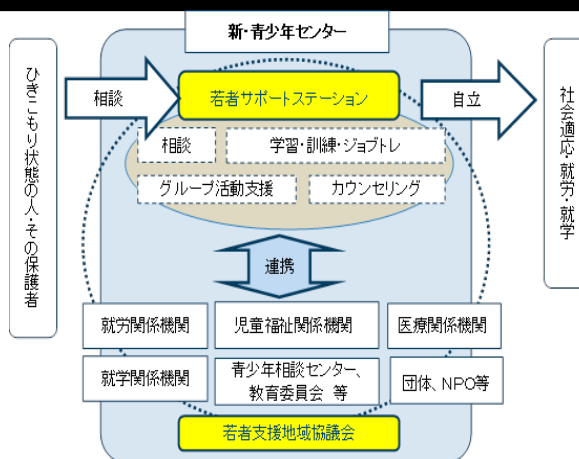 新・青少年センター
ひきこもり状態の人・その保護者
相談
若者サポートステーション
自立
社会適応・就労・就学
相談
学習・訓練・ジョブトレ
グループ活動支援
カウンセリング
連携
就労関係機関
児童福祉関係機関
医療関係機関
就学関係機関
青少年相談センター、
教育委員会 等
団体、NPO等
若者支援地域協議会